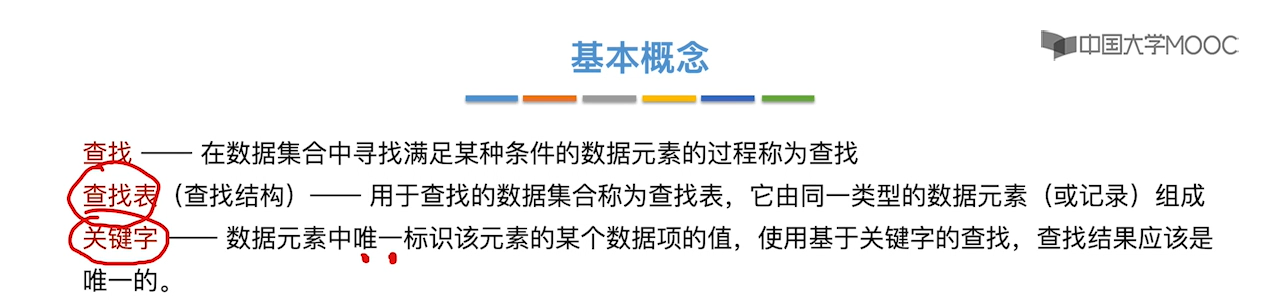 中国大学MOOC
基本概念
查找 —— 在数据集合中寻找满足某种条件的数据元素的过程称为查找
查找表（查找结构）—— 用于查找的数据集合称为查找表，它由同一类型的数据元素（或记录）组成
关键字 —— 数据元素中唯一标识该元素的某个数据项的值，使用基于关键字的查找，查找结果应该是
唯一的。